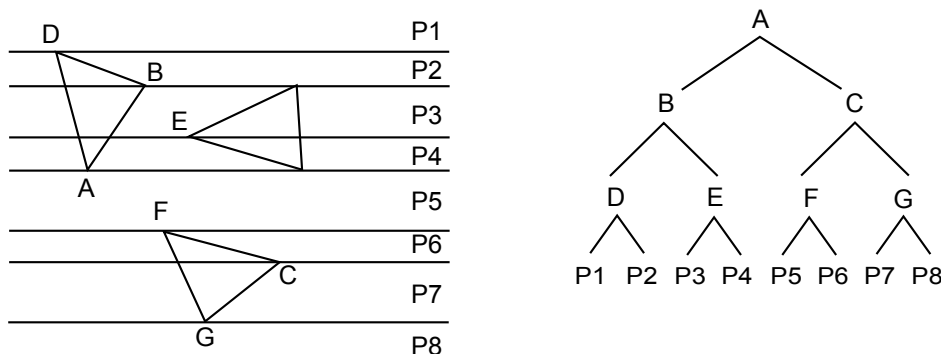 D
P1
B
P2
E
P3
P4
A
P5
F
P6
C
P7
G
P8
A
B C
D E F G
P1 P2 P3 P4 P5 P6 P7 P8